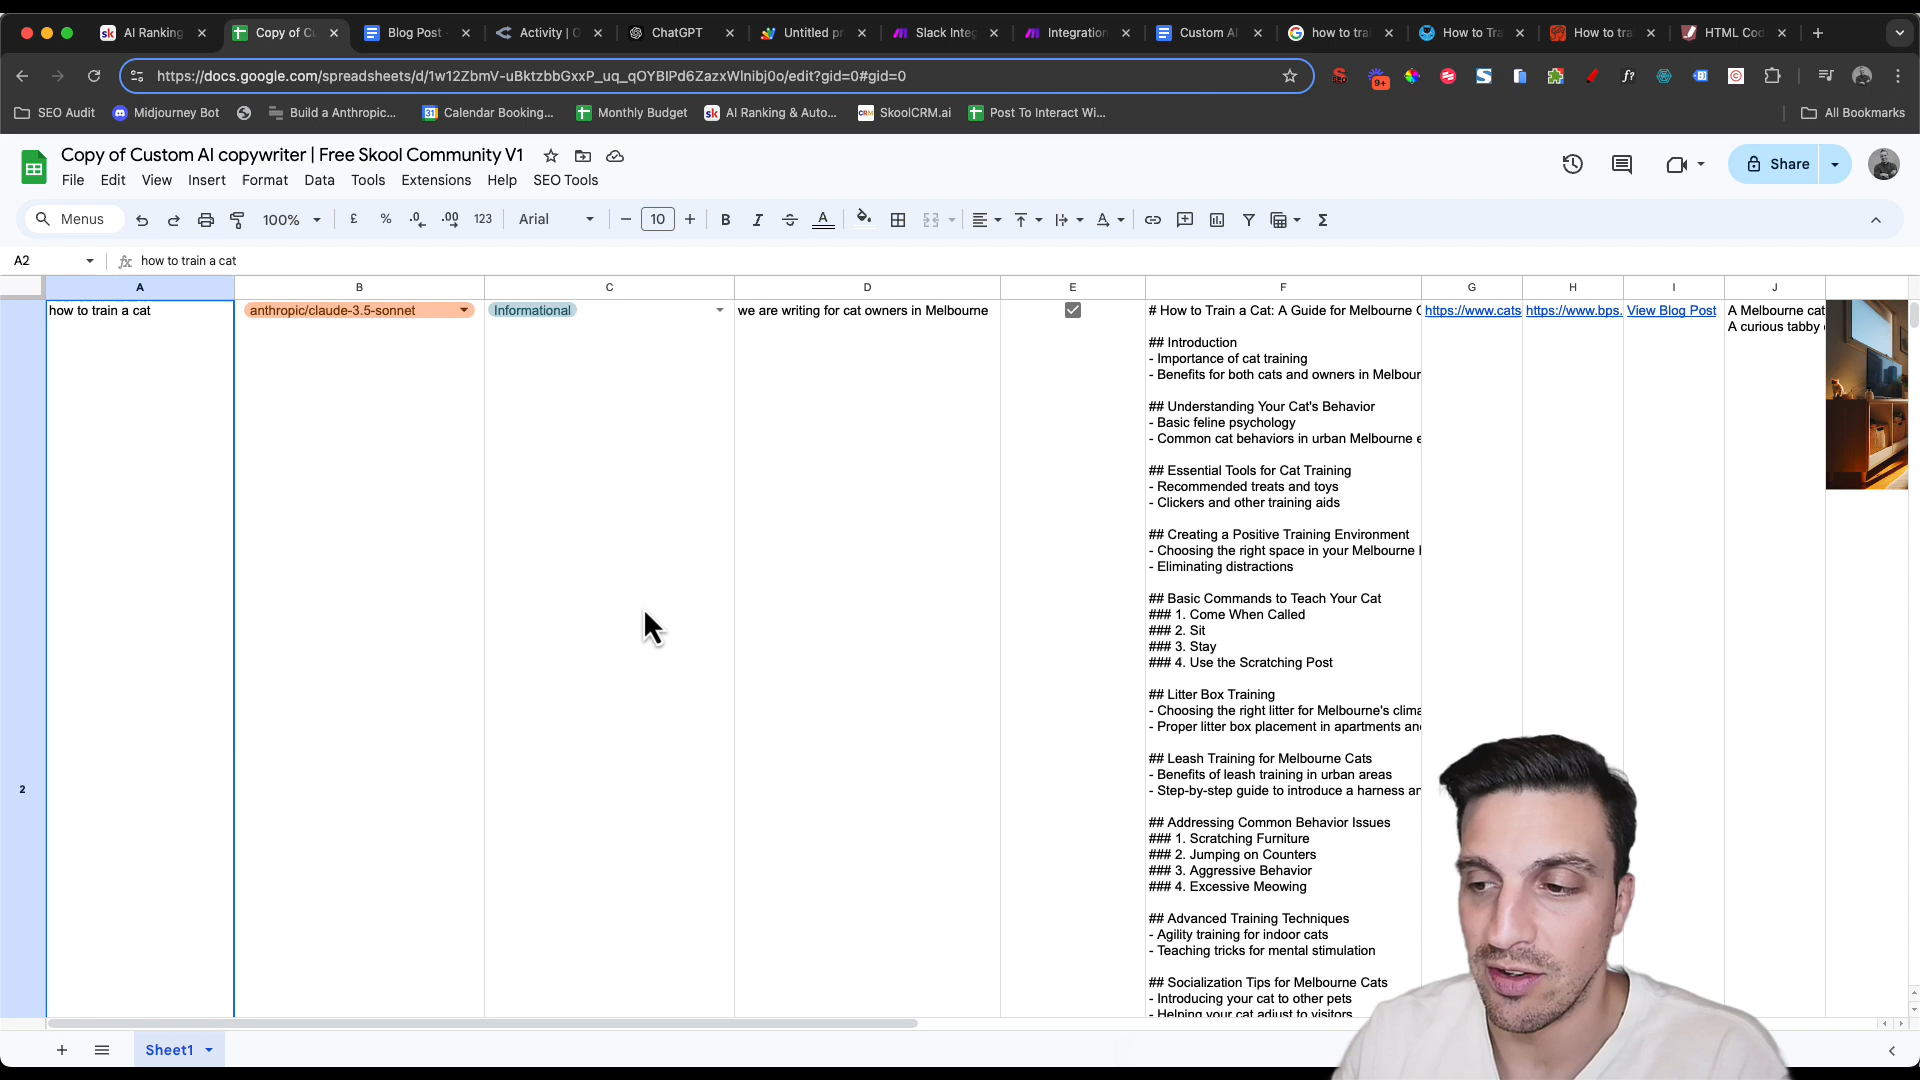 AI Ranking
Copy of Cu
Blog Post -
Activity | O
ChatGPT
Untitled pr
Slack Integ
Integration
Custom AI
how to trai
How to Tra
How to tra
HTML Cod
https://docs.google.com/spreadsheets/d/1w12ZbmV-uBktzbbGxxP_uq_qOYBlPd6ZazxWlnibj0o/edit?gid=0#gid=0
9+
SEO Audit
Midjourney Bot
Build a Anthropic...
Calendar Booking...
Monthly Budget
AI Ranking & Auto...
SkoolCRM.ai
Post To Interact Wi...
All Bookmarks
Copy of Custom AI copywriter | Free Skool Community V1
File Edit View Insert Format Data Tools Extensions Help SEO Tools
Share
Menus 100% £ % .0 .00 123 Arial 10 B I A
A2 how to train a cat
A B C D E F G H I J
2
how to train a cat
anthropic/claude-3.5-sonnet
Informational
we are writing for cat owners in Melbourne
# How to Train a Cat: A Guide for Melbourne C
## Introduction
- Importance of cat training
- Benefits for both cats and owners in Melbour
## Understanding Your Cat's Behavior
- Basic feline psychology
- Common cat behaviors in urban Melbourne e
## Essential Tools for Cat Training
- Recommended treats and toys
- Clickers and other training aids
## Creating a Positive Training Environment
- Choosing the right space in your Melbourne h
- Eliminating distractions
## Basic Commands to Teach Your Cat
### 1. Come When Called
### 2. Sit
### 3. Stay
### 4. Use the Scratching Post
## Litter Box Training
- Choosing the right litter for Melbourne's clima
- Proper litter box placement in apartments and
## Leash Training for Melbourne Cats
- Benefits of leash training in urban areas
- Step-by-step guide to introduce a harness an
## Addressing Common Behavior Issues
### 1. Scratching Furniture
### 2. Jumping on Counters
### 3. Aggressive Behavior
### 4. Excessive Meowing
## Advanced Training Techniques
- Agility training for indoor cats
- Teaching tricks for mental stimulation
## Socialization Tips for Melbourne Cats
- Introducing your cat to other pets
- Helping your cat adjust to visitors
https://www.cats
https://www.bps.
View Blog Post
A Melbourne cat
A curious tabby
Sheet1